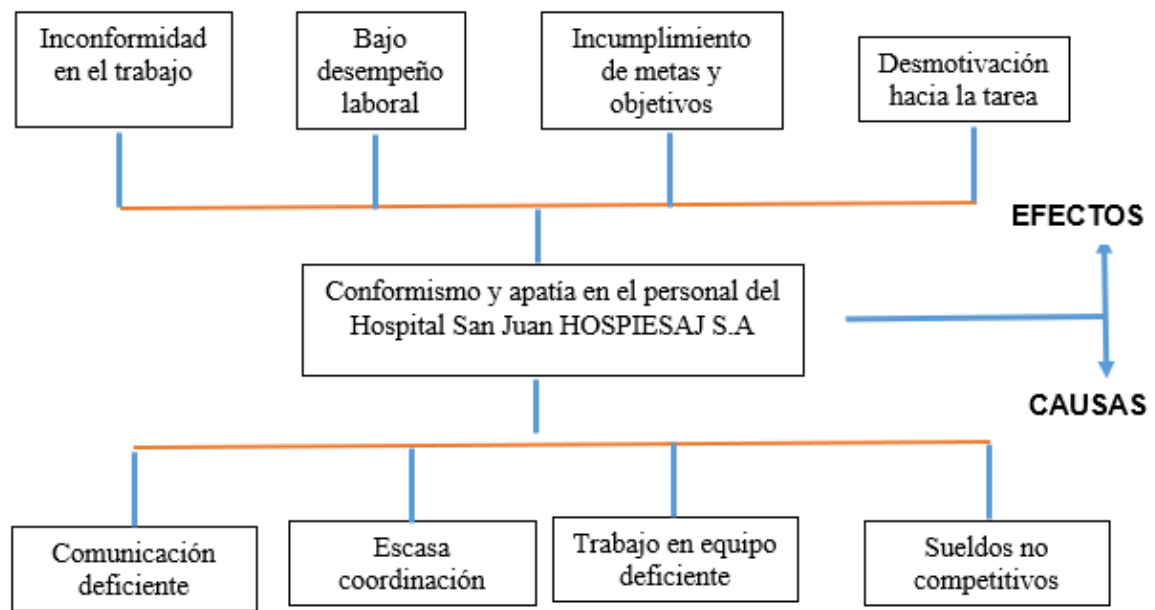 Inconformidad
en el trabajo
Bajo
desempeño
laboral
Incumplimiento
de metas y
objetivos
Desmotivación
hacia la tarea
EFECTOS
Conformismo y apatía en el personal del
Hospital San Juan HOSPIESAJ S.A
CAUSAS
Comunicación
deficiente
Escasa
coordinación
Trabajo en equipo
deficiente
Sueldos no
competitivos